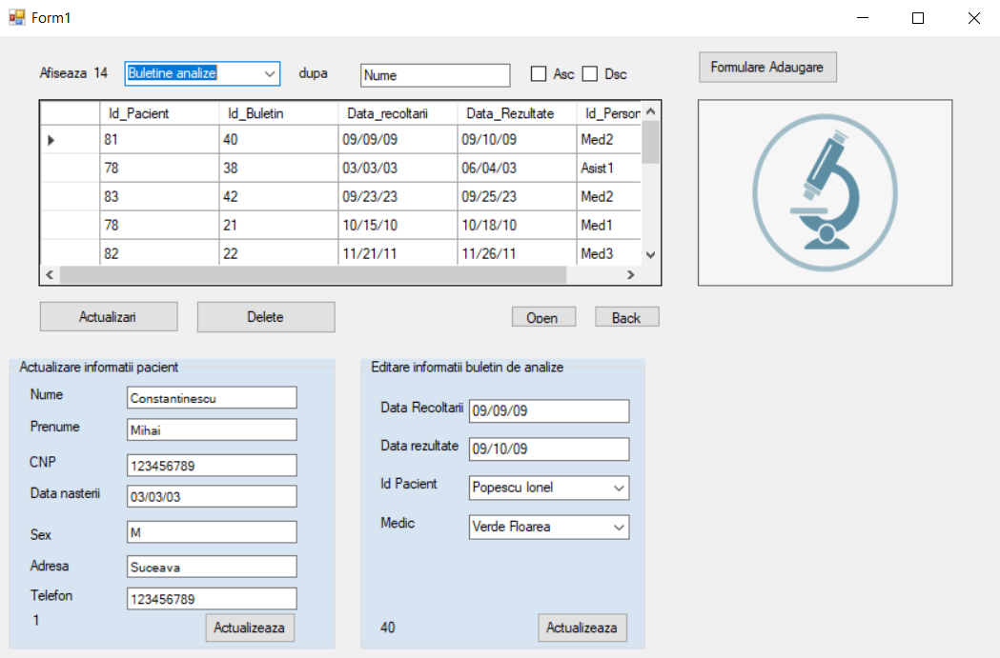 Form1
Afiseaza 14 Buletine analize dupa Nume Asc Dsc Formulare Adaugare
Id_Pacient Id_Buletin Data_recoltarii Data_Rezultate Id_Person
81 40 09/09/09 09/10/09 Med2
78 38 03/03/03 06/04/03 Asist1
83 42 09/23/23 09/25/23 Med2
78 21 10/15/10 10/18/10 Med1
82 22 11/21/11 11/26/11 Med3
Actualizari Delete Open Back
Actualizare informatii pacient
Nume Constantinescu
Prenume Mihai
CNP 123456789
Data nasterii 03/03/03
Sex M
Adresa Suceava
Telefon 123456789
1 Actualizeaza
Editare informatii buletin de analize
Data Recoltarii 09/09/09
Data rezultate 09/10/09
Id Pacient Popescu Ionel
Medic Verde Floarea
40 Actualizeaza